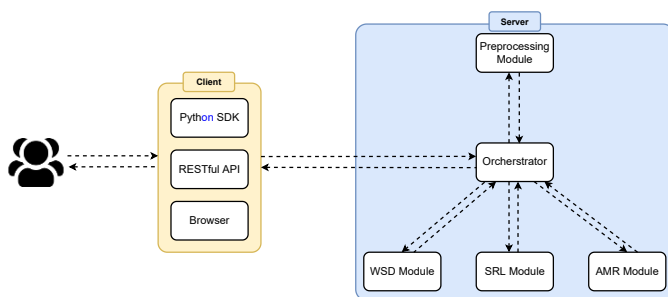 Server
Preprocessing
Module
Client
Python SDK
Orcherstrator
RESTful API
Browser
WSD Module
SRL Module
AMR Module